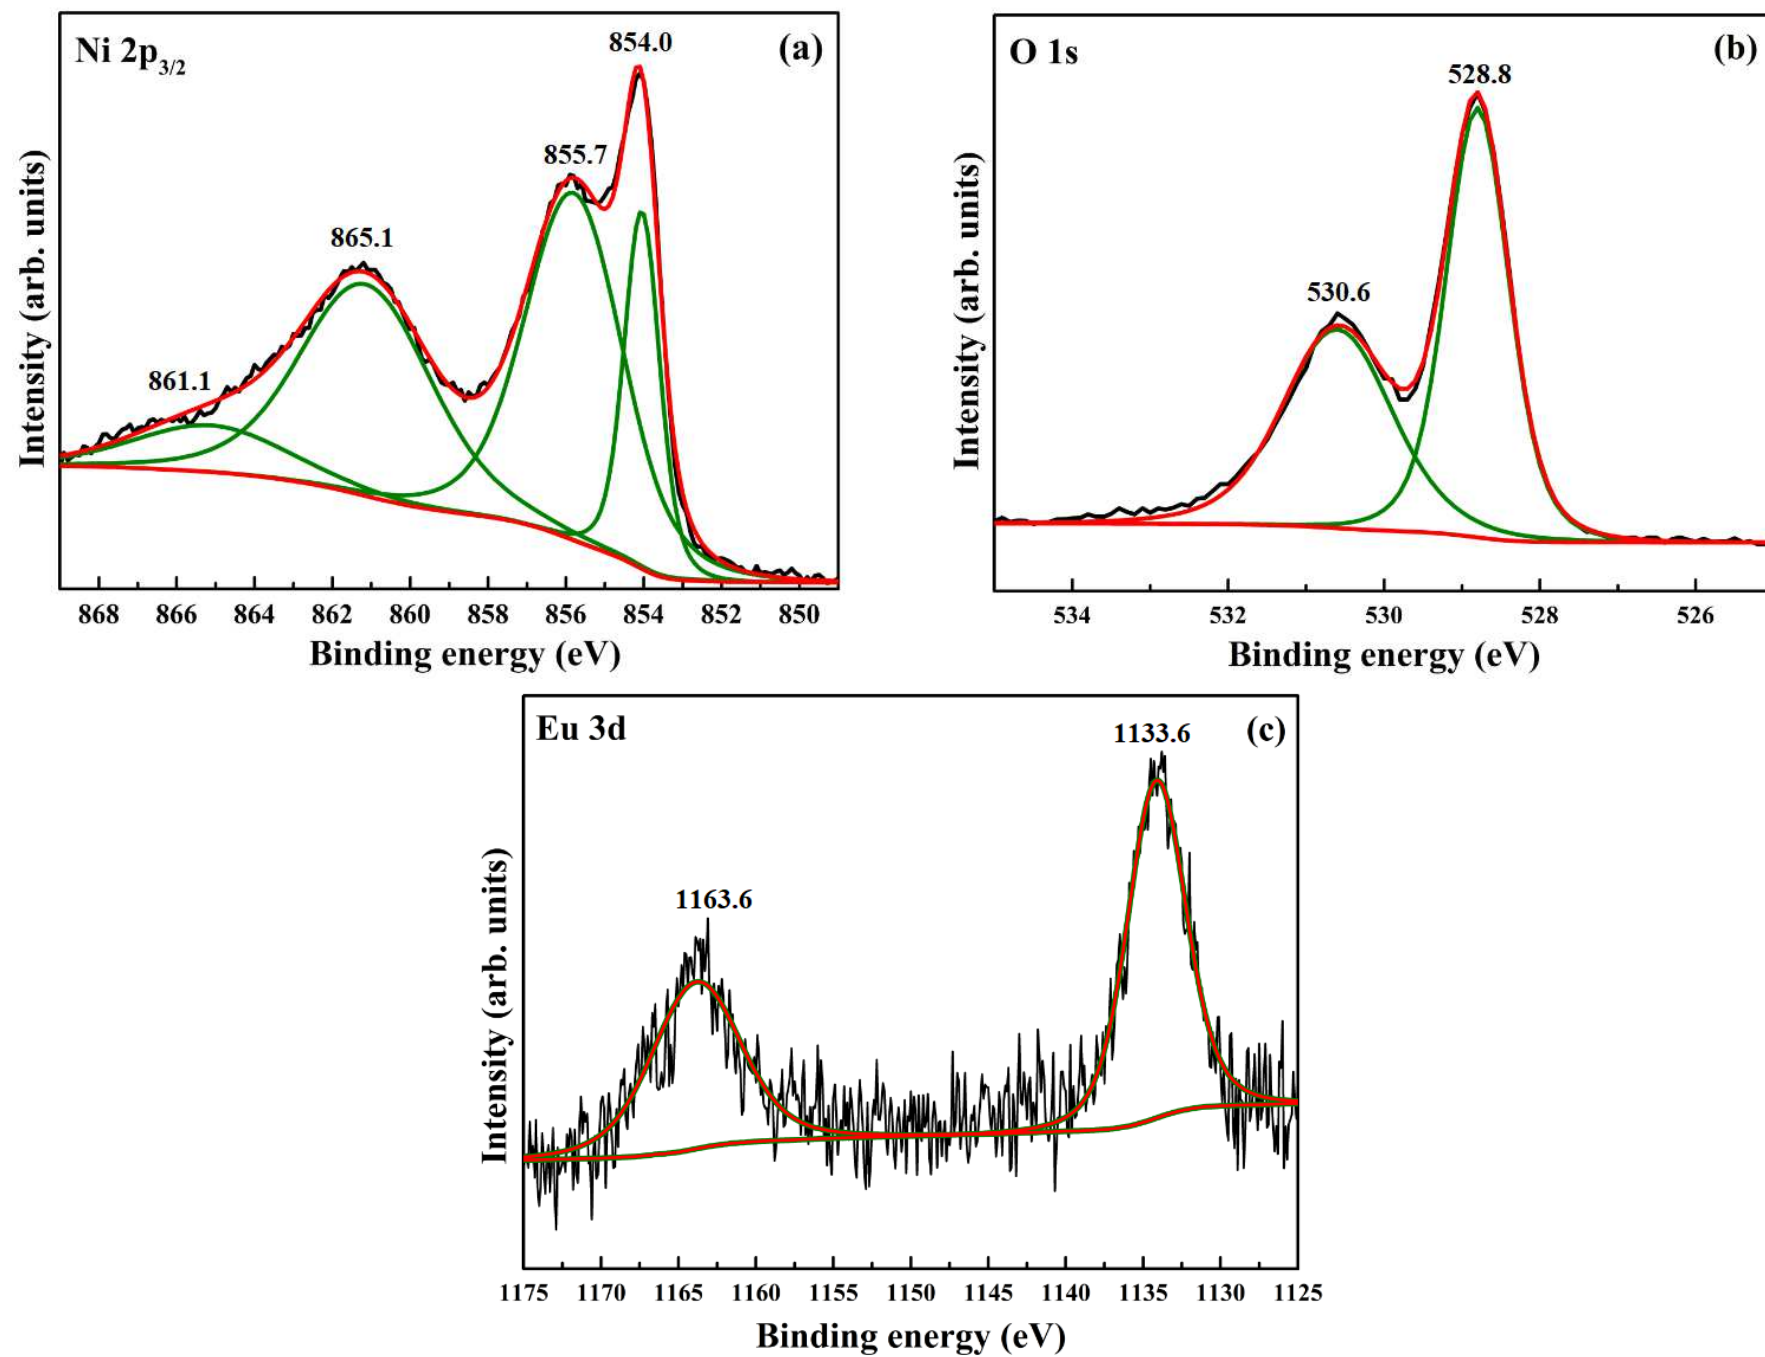 Ni 2p3/2
(a)
854.0
855.7
865.1
861.1
Intensity (arb. units)
868 866 864 862 860 858 856 854 852 850
Binding energy (eV)
O 1s
(b)
528.8
530.6
Intensity (arb. units)
534 532 530 528 526
Binding energy (eV)
Eu 3d
(c)
1133.6
1163.6
Intensity (arb. units)
1175 1170 1165 1160 1155 1150 1145 1140 1135 1130 1125
Binding energy (eV)